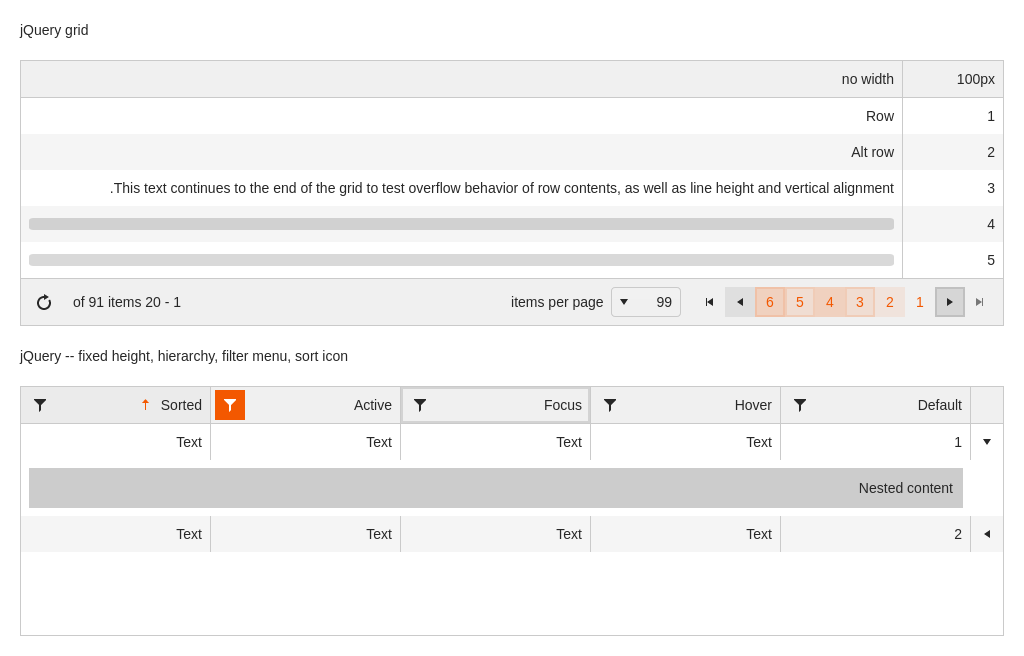 jQuery grid
no width 100px
Row 1
Alt row 2
.This text continues to the end of the grid to test overflow behavior of row contents, as well as line height and vertical alignment 3
4
5
of 91 items 20 - 1 items per page 99 6 5 4 3 2 1
jQuery -- fixed height, hierarchy, filter menu, sort icon
Sorted Active Focus Hover Default
Text Text Text Text 1
Nested content
Text Text Text Text 2